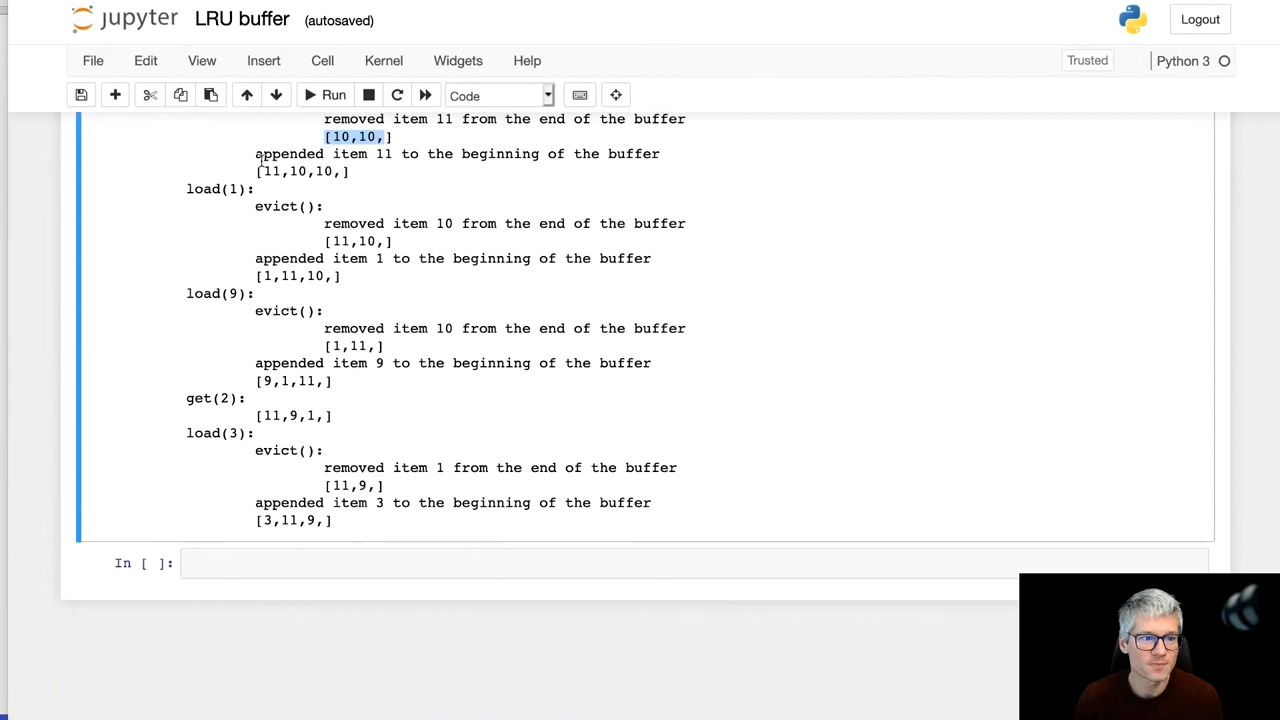 jupyter LRU buffer (autosaved) Logout
File Edit View Insert Cell Kernel Widgets Help Trusted Python 3
Run Code
removed item 11 from the end of the buffer
[10,10,]
appended item 11 to the beginning of the buffer
[11,10,10,]
load(1):
evict():
removed item 10 from the end of the buffer
[11,10,]
appended item 1 to the beginning of the buffer
[1,11,10,]
load(9):
evict():
removed item 10 from the end of the buffer
[1,11,]
appended item 9 to the beginning of the buffer
[9,1,11,]
get(2):
[11,9,1,]
load(3):
evict():
removed item 1 from the end of the buffer
[11,9,]
appended item 3 to the beginning of the buffer
[3,11,9,]
In [ ]: